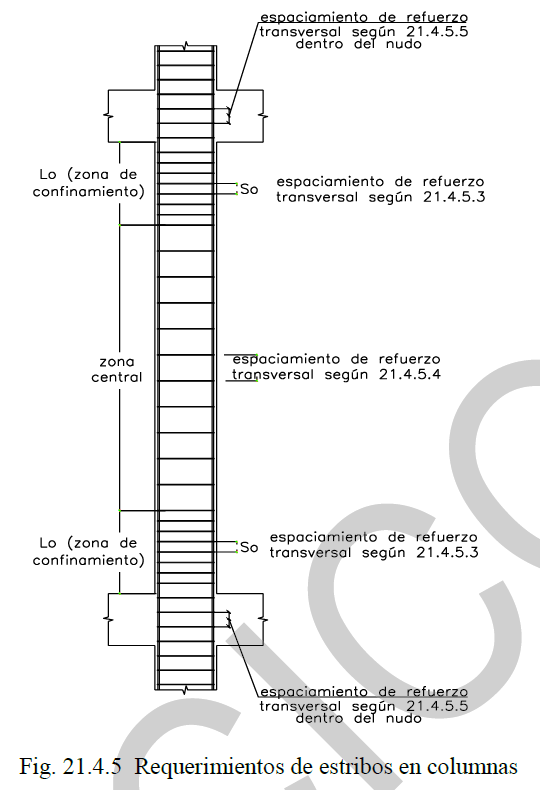 espaciamiento de refuerzo
transversal según 21.4.5.5
dentro del nudo
Lo (zona de
confinamiento)
So
espaciamiento de refuerzo
transversal según 21.4.5.3
zona
central
espaciamiento de refuerzo
transversal según 21.4.5.4
Lo (zona de
confinamiento)
So
espaciamiento de refuerzo
transversal según 21.4.5.3
espaciamiento de refuerzo
transversal según 21.4.5.5
dentro del nudo
Fig. 21.4.5 Requerimientos de estribos en columnas